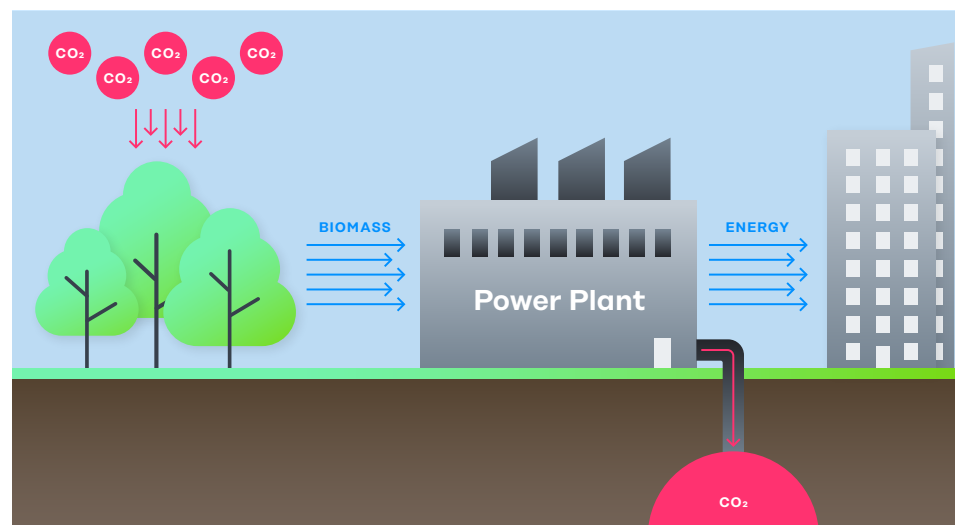 CO₂
CO₂
CO₂
CO₂
CO₂
BIOMASS
ENERGY
Power Plant
CO₂